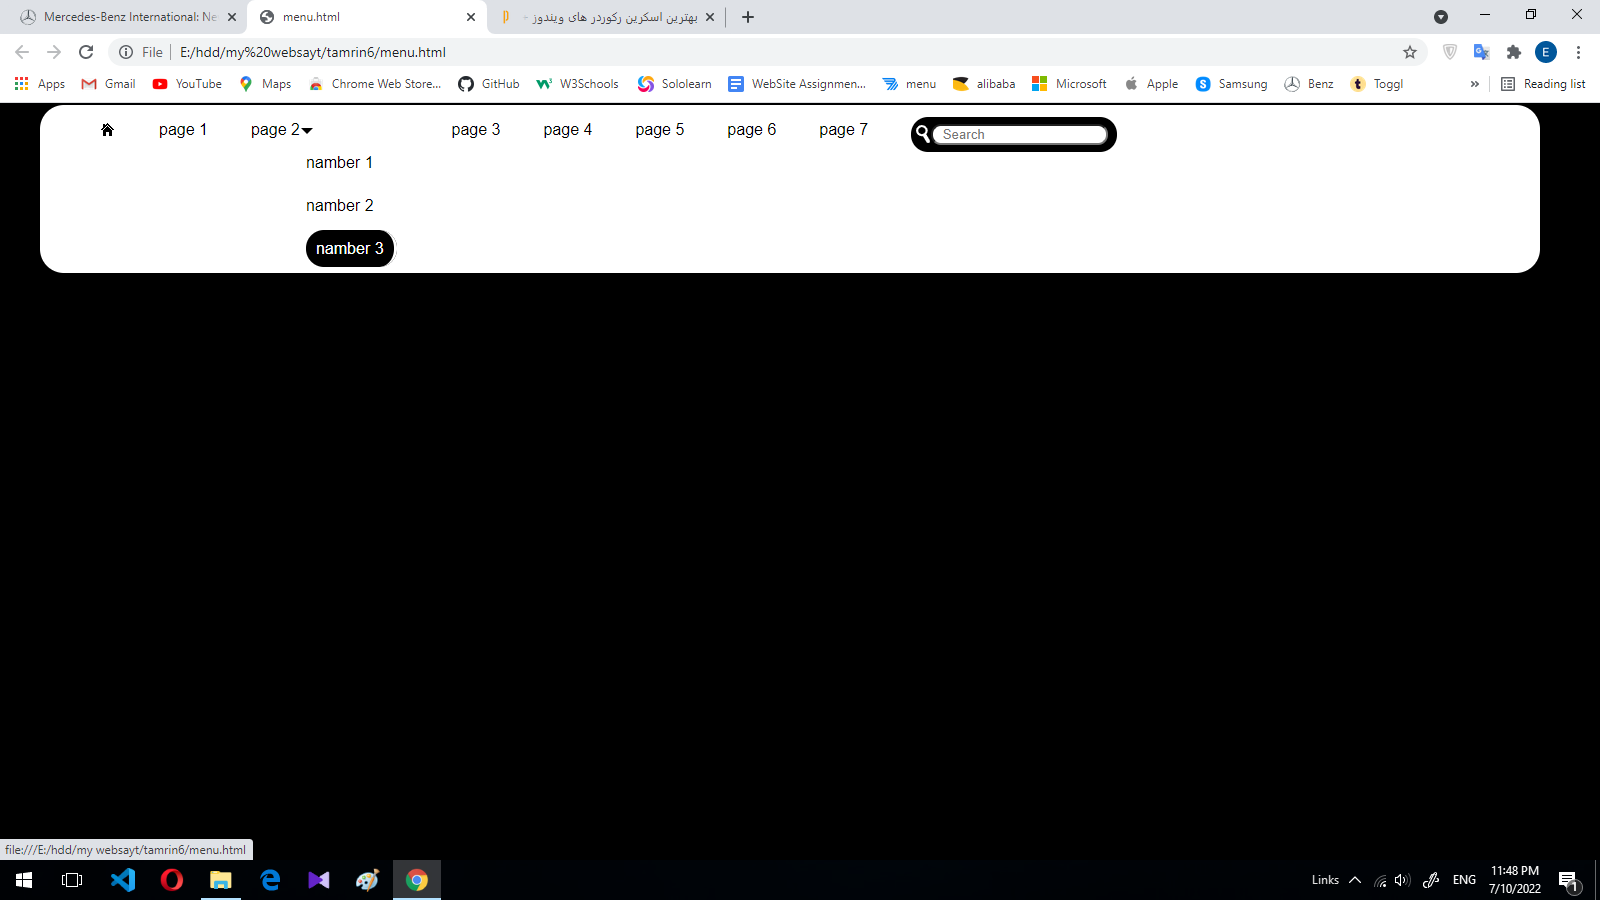 Mercedes-Benz International: Ne
menu.html
بهترین اسکرین رکوردر های ویندوز -
File
E:/hdd/my%20websayt/tamrin6/menu.html
E
Apps
Gmail
YouTube
Maps
Chrome Web Store...
GitHub
W3Schools
Sololearn
WebSite Assignmen...
menu
alibaba
Microsoft
Apple
Samsung
Benz
Toggl
»
Reading list
page 1
page 2
page 3
page 4
page 5
page 6
page 7
Search
namber 1
namber 2
namber 3
file:///E:/hdd/my websayt/tamrin6/menu.html
Links
ENG
11:48 PM
7/10/2022
1